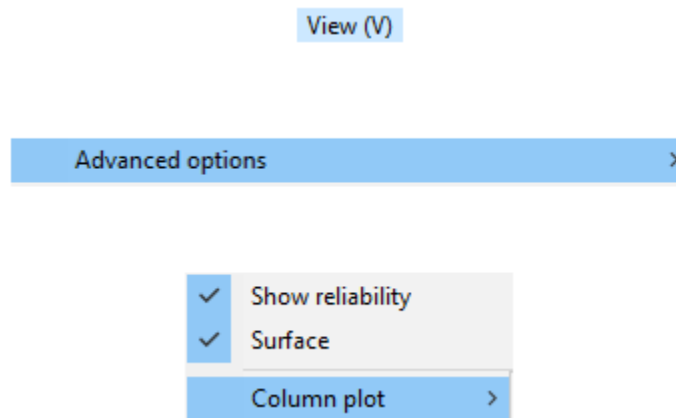 View (V)
Advanced options
Show reliability
Surface
Column plot